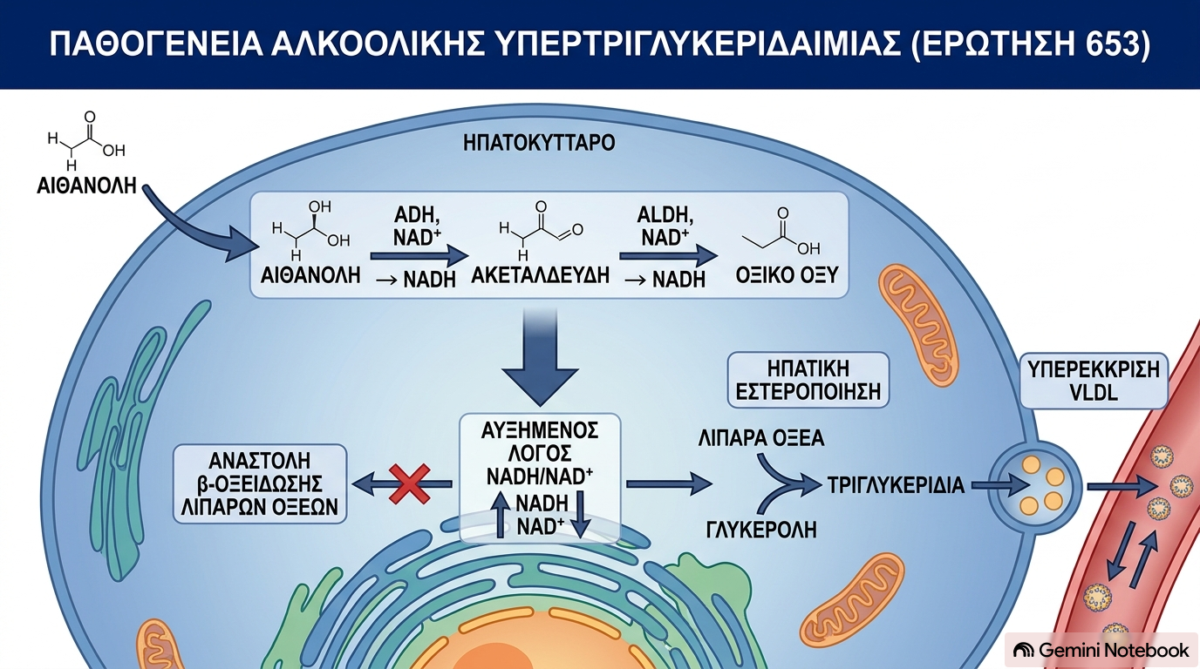 ΠΑΘΟΓΕΝΕΙΑ ΑΛΚΟΟΛΙΚΗΣ ΥΠΕΡΤΡΙΓΛΥΚΕΡΙΔΑΙΜΙΑΣ (ΕΡΩΤΗΣΗ 653)
O
H
OH
H
ΑΙΘΑΝΟΛΗ
ΗΠΑΤΟΚΥΤΤΑΡΟ
OH
H
OH
H
ΑΙΘΑΝΟΛΗ
ADH,
NAD⁺
→ NADH
O
H
O
H
ΑΚΕΤΑΛΔΕΥΔΗ
ALDH,
NAD⁺
→ NADH
O
OH
ΟΞΙΚΟ ΟΞΥ
ΑΝΑΣΤΟΛΗ
β-ΟΞΕΙΔΩΣΗΣ
ΛΙΠΑΡΩΝ ΟΞΕΩΝ
ΑΥΞΗΜΕΝΟΣ
ΛΟΓΟΣ
NADH/NAD⁺
NADH
NAD⁺
ΗΠΑΤΙΚΗ
ΕΣΤΕΡΟΠΟΙΗΣΗ
ΛΙΠΑΡΑ ΟΞΕΑ
ΓΛΥΚΕΡΟΛΗ
ΤΡΙΓΛΥΚΕΡΙΔΙΑ
ΥΠΕΡΕΚΚΡΙΣΗ
VLDL
Gemini Notebook